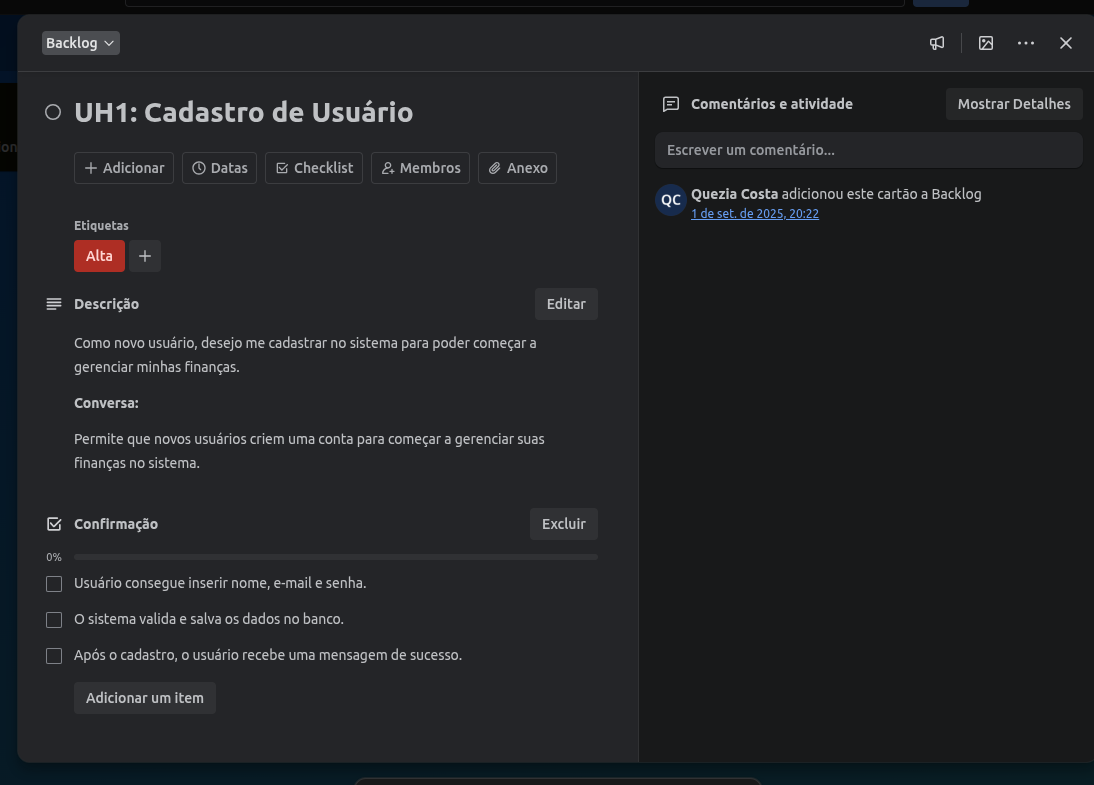 Backlog
UH1: Cadastro de Usuário
Adicionar
Datas
Checklist
Membros
Anexo
Etiquetas
Alta
Descrição
Editar
Como novo usuário, desejo me cadastrar no sistema para poder começar a
gerenciar minhas finanças.
Conversa:
Permite que novos usuários criem uma conta para começar a gerenciar suas
finanças no sistema.
Confirmação
Excluir
0%
Usuário consegue inserir nome, e-mail e senha.
O sistema valida e salva os dados no banco.
Após o cadastro, o usuário recebe uma mensagem de sucesso.
Adicionar um item
Comentários e atividade
Mostrar Detalhes
Escrever um comentário...
QC
Quezia Costa adicionou este cartão a Backlog
1 de set. de 2025, 20:22